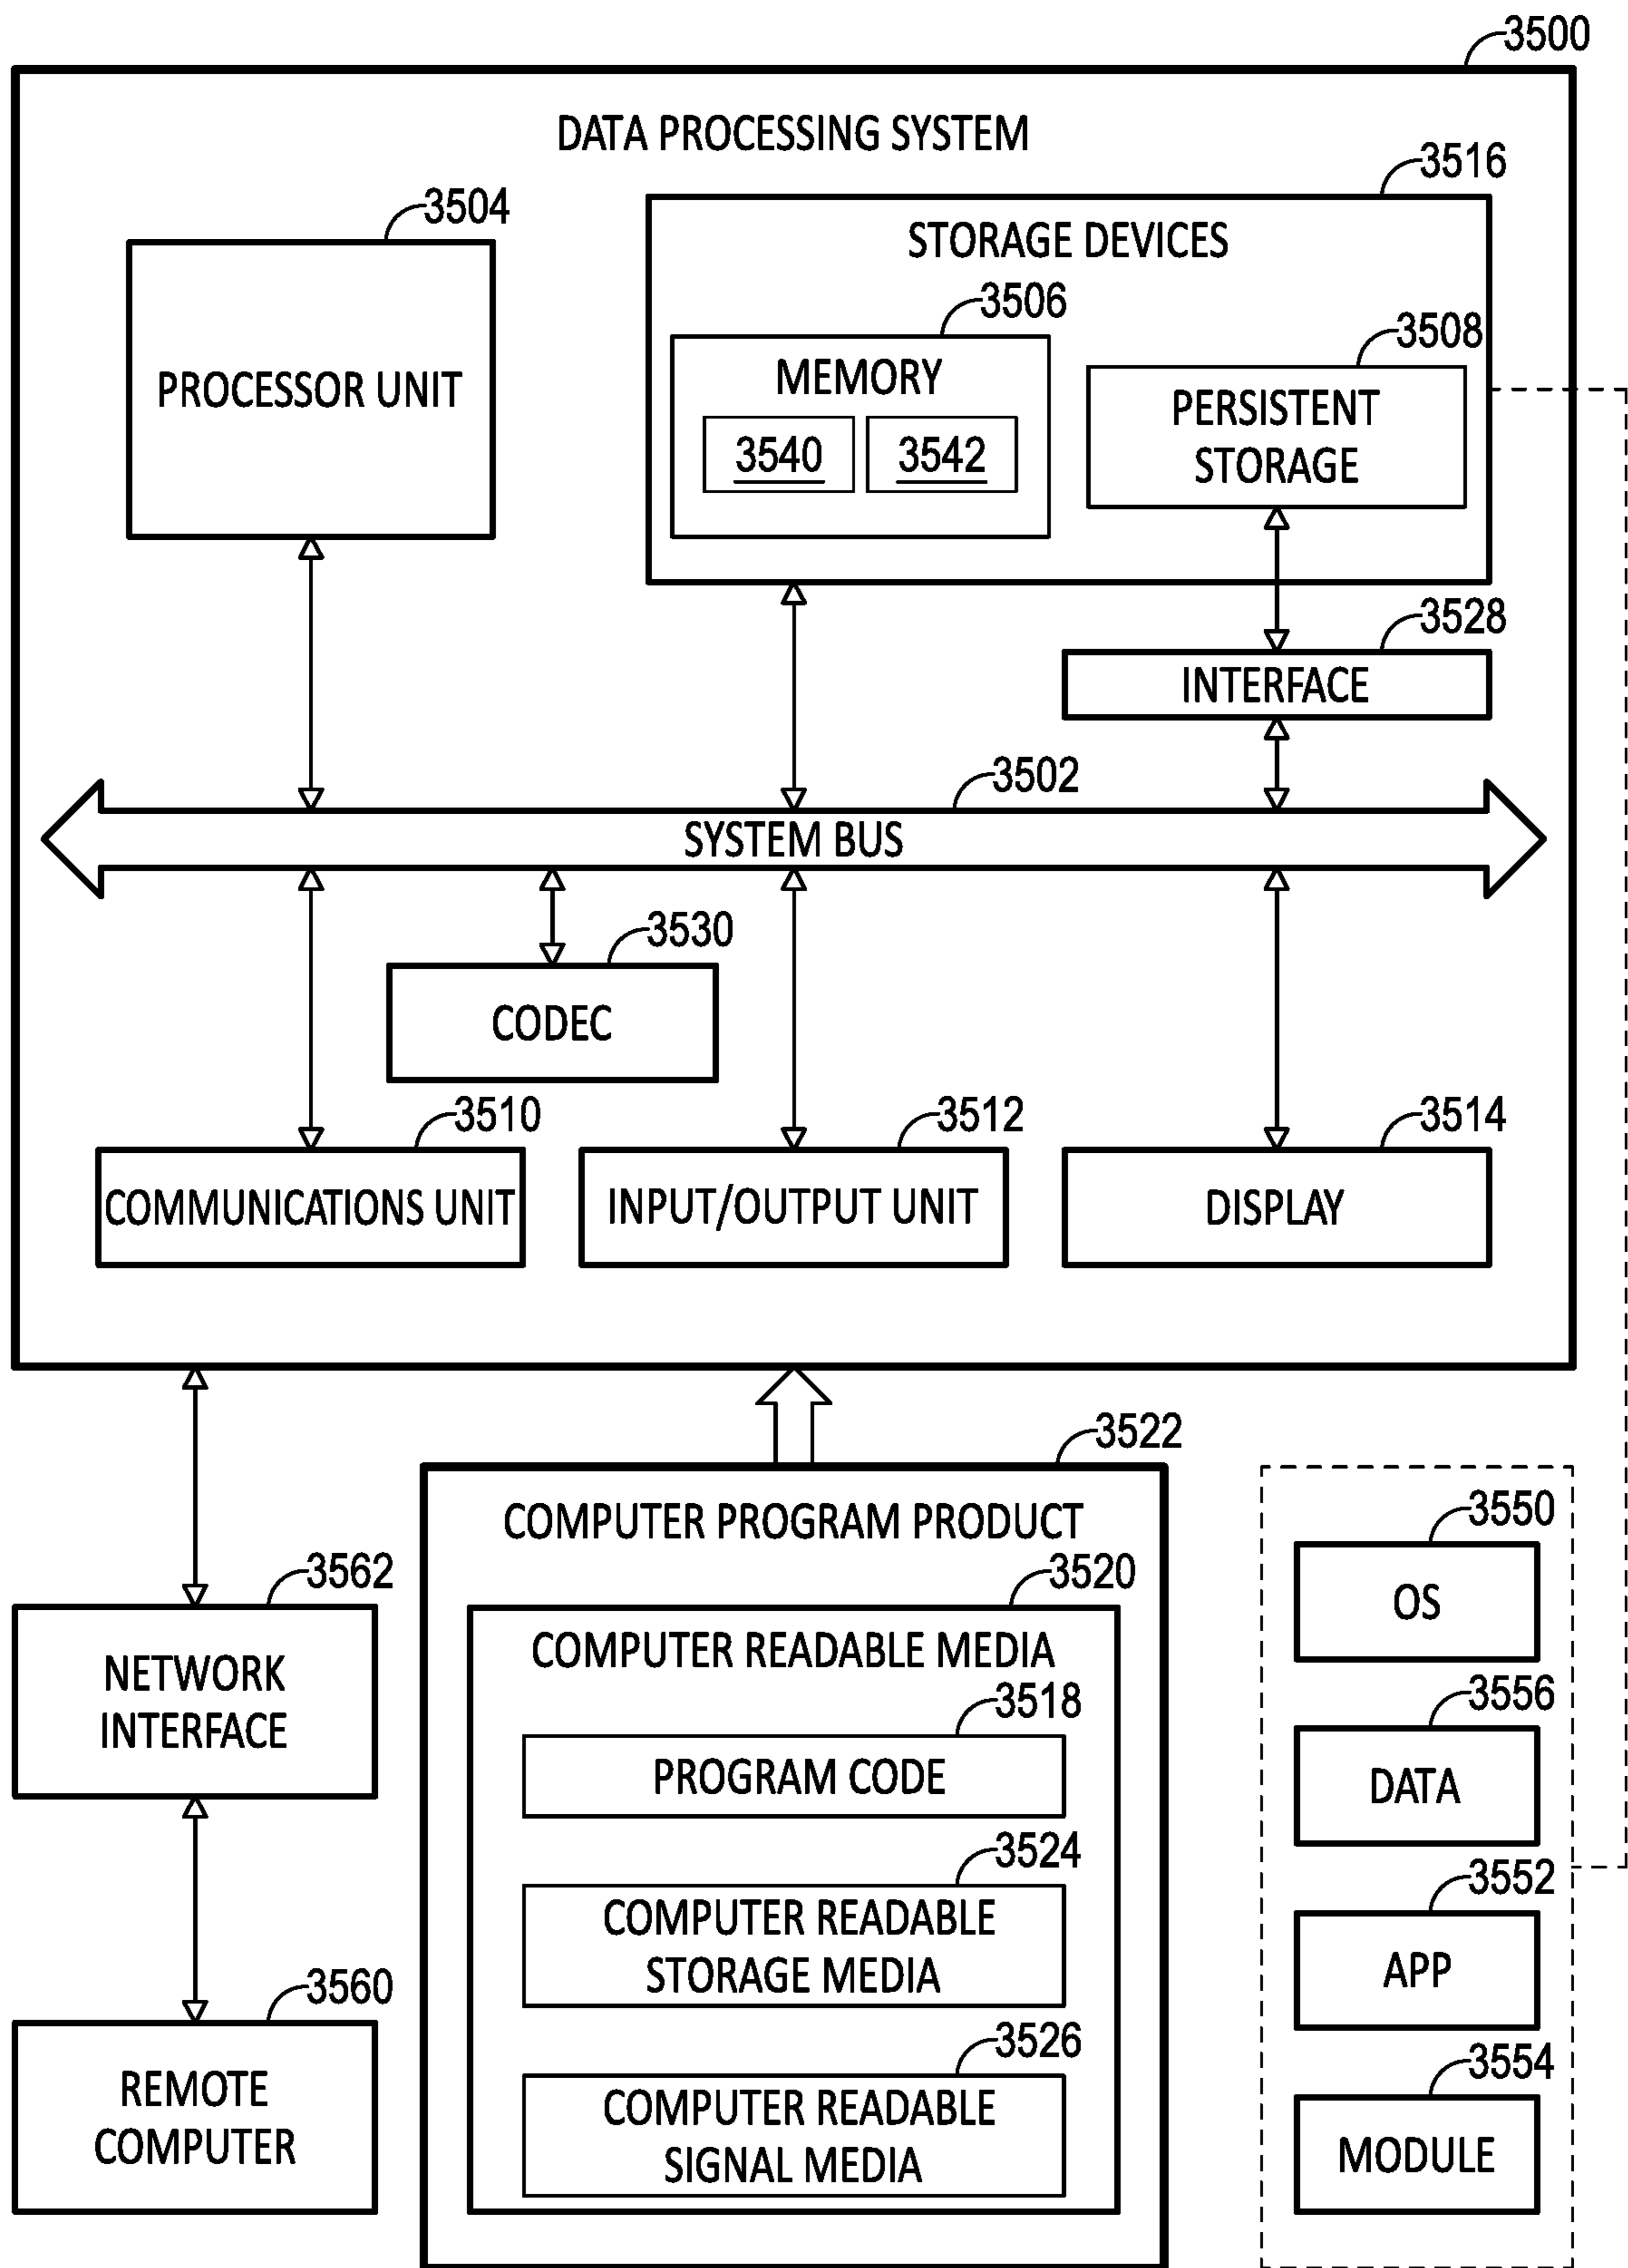 3500
DATA PROCESSING SYSTEM
3516
3504
STORAGE DEVICES
3506
3508
PROCESSOR UNIT
MEMORY
3540
3542
PERSISTENT
STORAGE
3528
INTERFACE
3502
SYSTEM BUS
3530
CODEC
3510
3512
3514
COMMUNICATIONS UNIT
INPUT/OUTPUT UNIT
DISPLAY
3522
COMPUTER PROGRAM PRODUCT
3520
COMPUTER READABLE MEDIA
3518
PROGRAM CODE
3524
COMPUTER READABLE
STORAGE MEDIA
3526
COMPUTER READABLE
SIGNAL MEDIA
3562
NETWORK
INTERFACE
3560
REMOTE
COMPUTER
3550
OS
3556
DATA
3552
APP
3554
MODULE